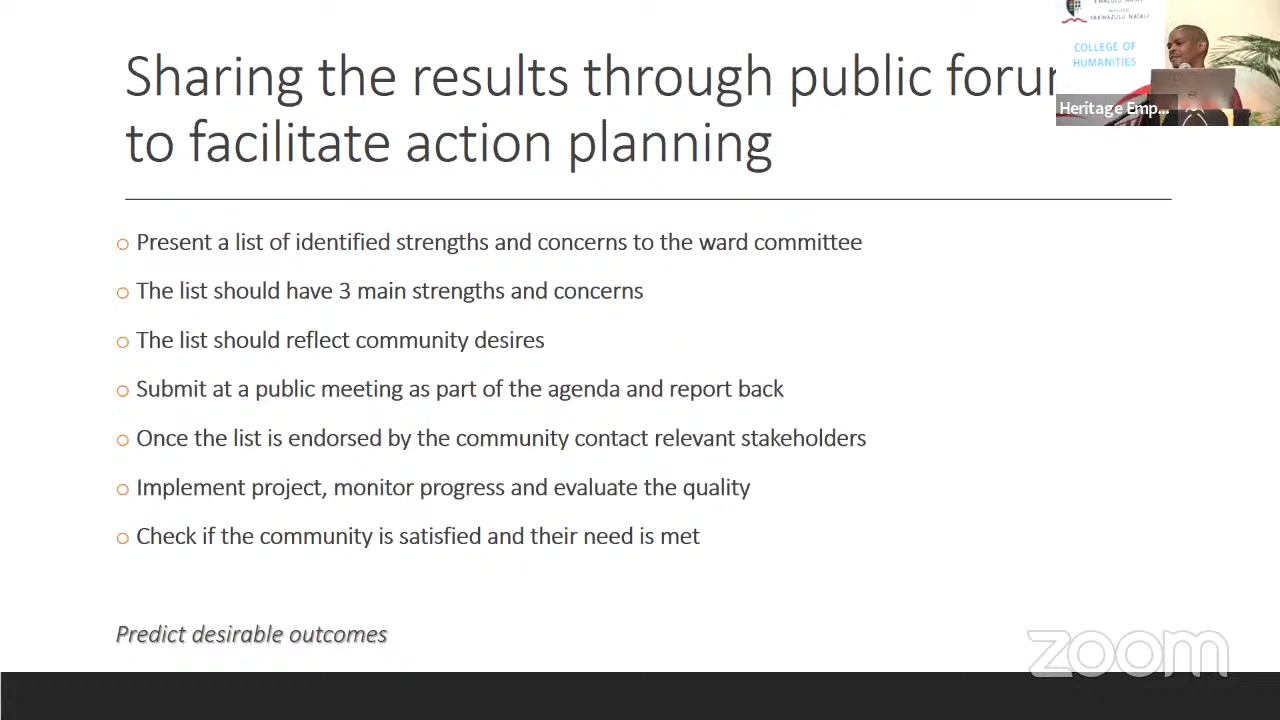 Sharing the results through public forum
to facilitate action planning
YAKWAZULU-NATALI
COLLEGE OF
HUMANITIES
Heritage Emp...
Present a list of identified strengths and concerns to the ward committee
The list should have 3 main strengths and concerns
The list should reflect community desires
Submit at a public meeting as part of the agenda and report back
Once the list is endorsed by the community contact relevant stakeholders
Implement project, monitor progress and evaluate the quality
Check if the community is satisfied and their need is met
Predict desirable outcomes
zoom